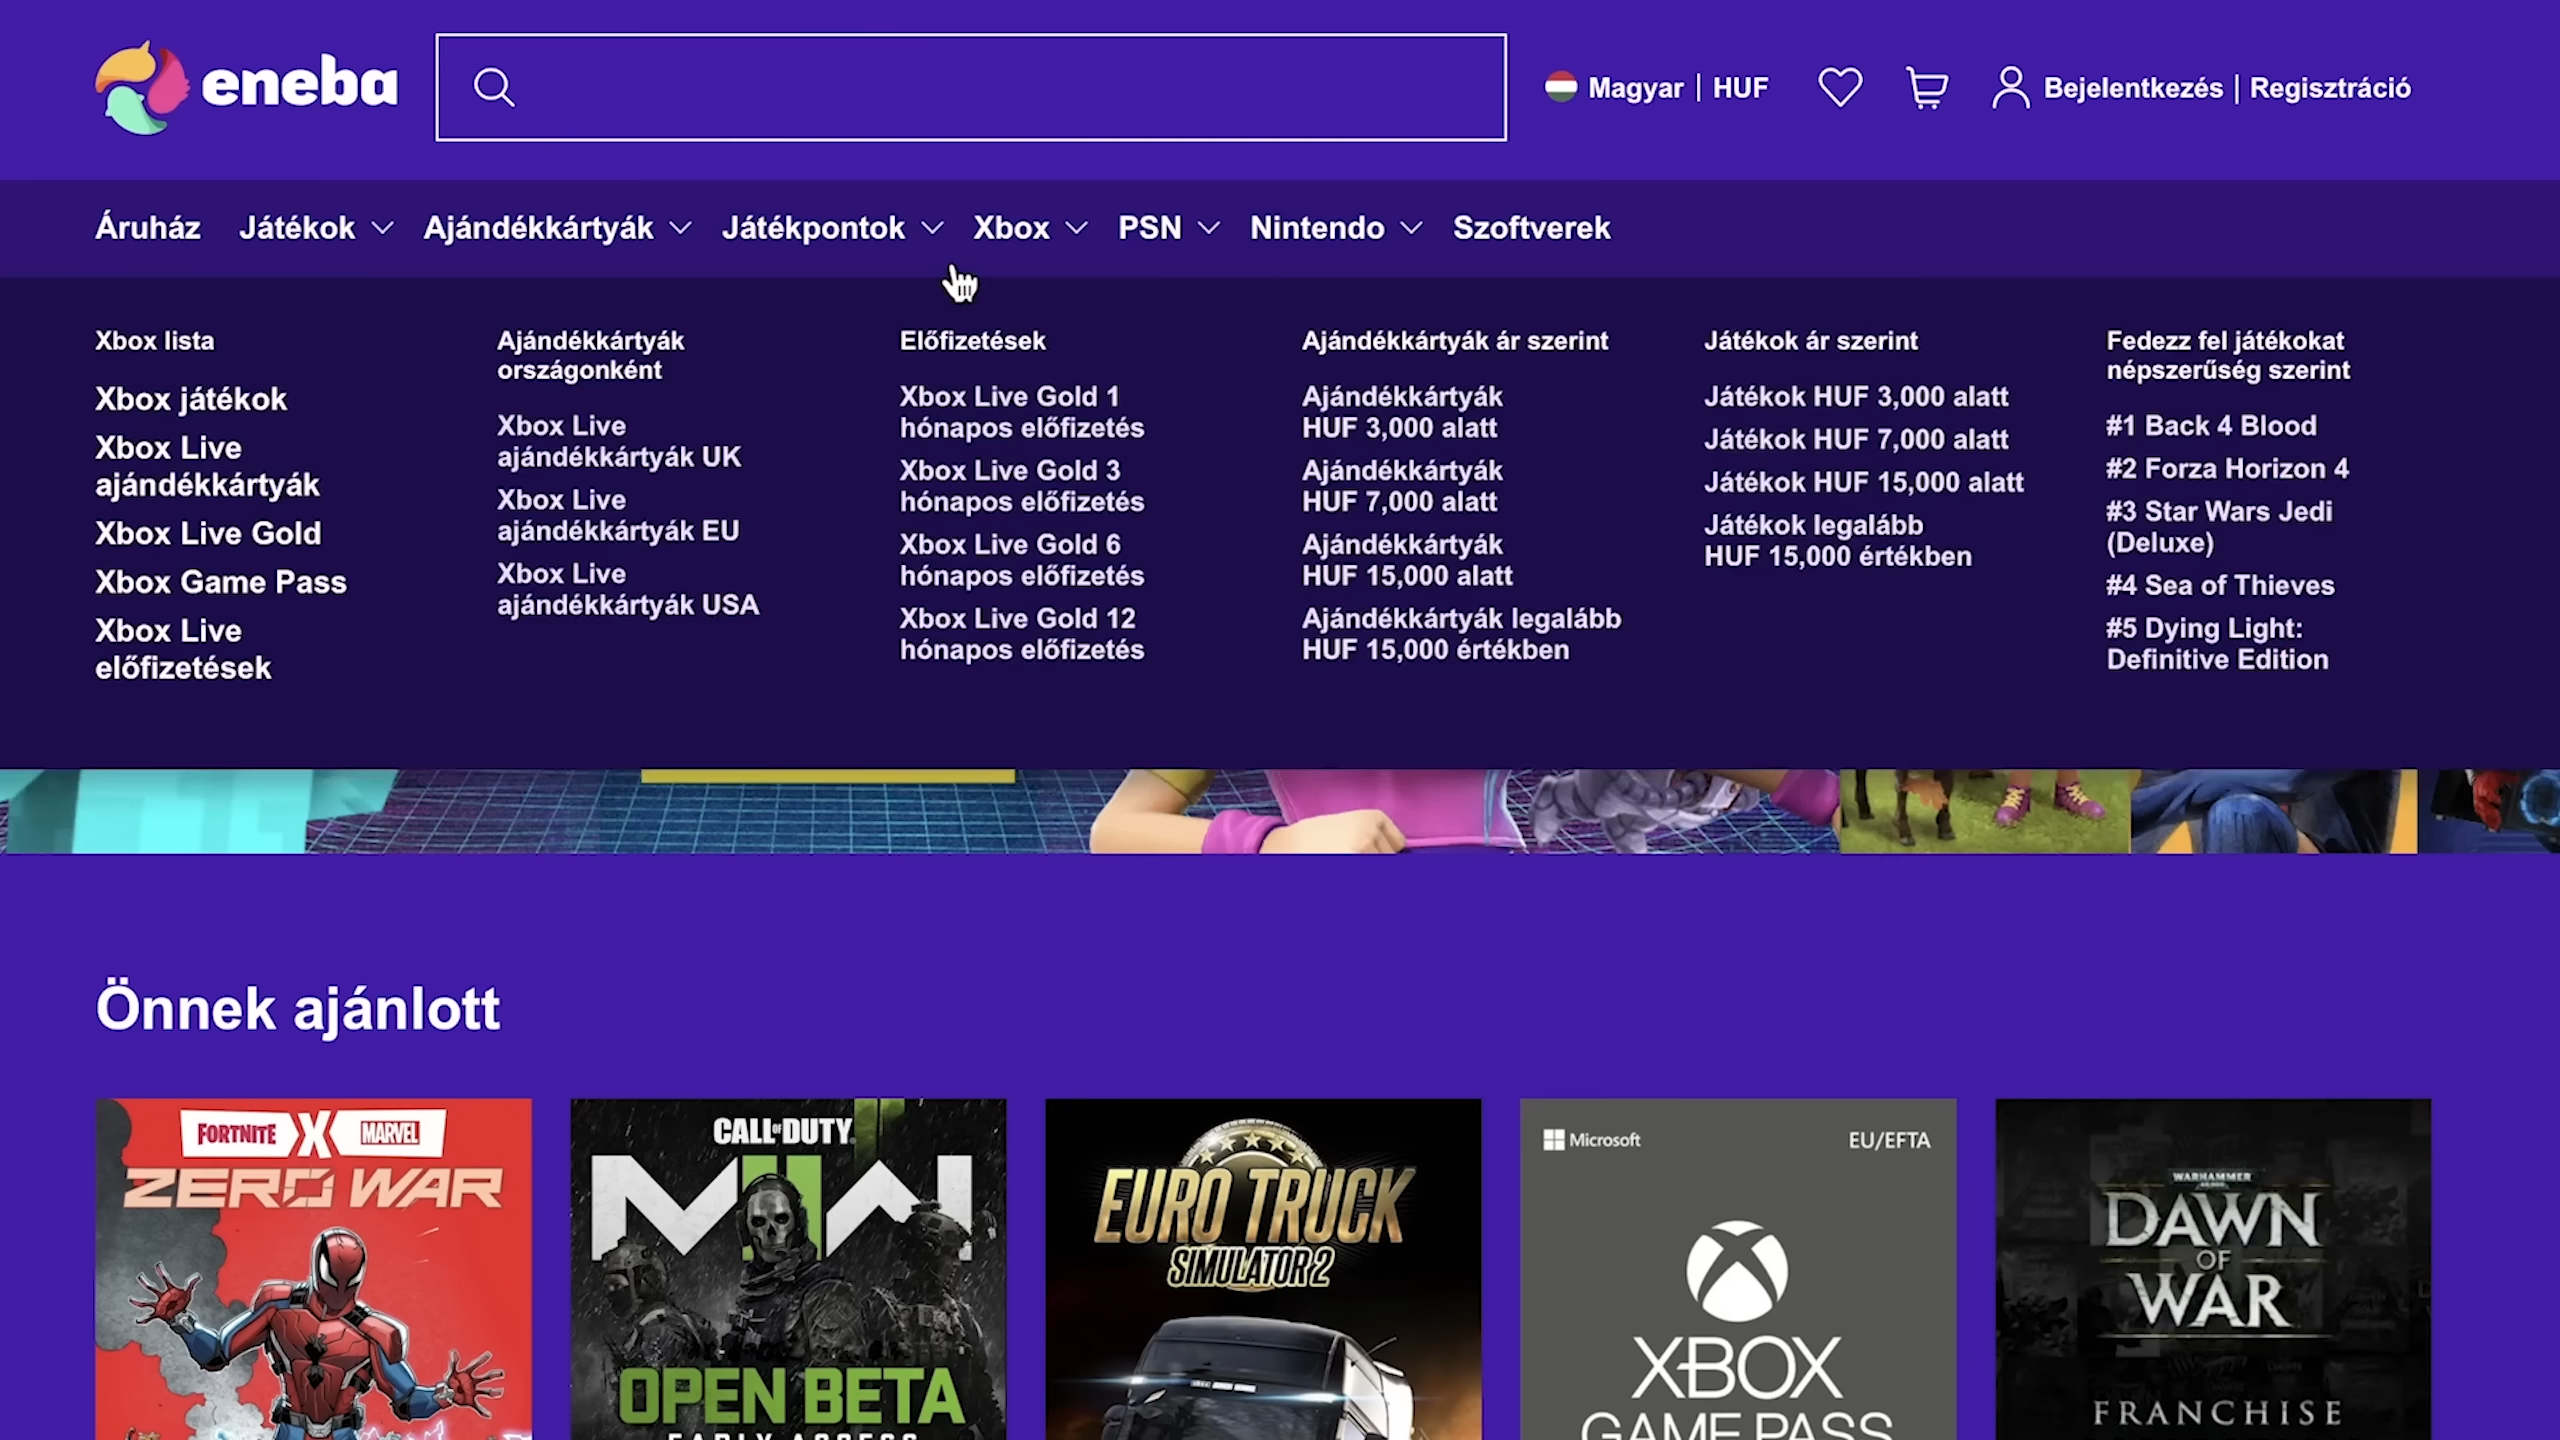 eneba
Magyar | HUF
Bejelentkezés | Regisztráció
Áruház
Játékok
Ajándékkártyák
Játékpontok
Xbox
PSN
Nintendo
Szoftverek
Xbox lista
Xbox játékok
Xbox Live
ajándékkártyák
Xbox Live Gold
Xbox Game Pass
Xbox Live
előfizetések
Ajándékkártyák
országonként
Xbox Live
ajándékkártyák UK
Xbox Live
ajándékkártyák EU
Xbox Live
ajándékkártyák USA
Előfizetések
Xbox Live Gold 1
hónapos előfizetés
Xbox Live Gold 3
hónapos előfizetés
Xbox Live Gold 6
hónapos előfizetés
Xbox Live Gold 12
hónapos előfizetés
Ajándékkártyák ár szerint
Ajándékkártyák
HUF 3,000 alatt
Ajándékkártyák
HUF 7,000 alatt
Ajándékkártyák
HUF 15,000 alatt
Ajándékkártyák legalább
HUF 15,000 értékben
Játékok ár szerint
Játékok HUF 3,000 alatt
Játékok HUF 7,000 alatt
Játékok HUF 15,000 alatt
Játékok legalább
HUF 15,000 értékben
Fedezz fel játékokat
népszerűség szerint
#1 Back 4 Blood
#2 Forza Horizon 4
#3 Star Wars Jedi
(Deluxe)
#4 Sea of Thieves
#5 Dying Light:
Definitive Edition
Önnek ajánlott
FORTNITE X MARVEL
ZERO WAR
CALL OF DUTY
MWII
OPEN BETA
EARLY ACCESS
EURO TRUCK
SIMULATOR 2
Microsoft
EU/EFTA
XBOX
GAME PASS
WARHAMMER
DAWN
OF
WAR
FRANCHISE